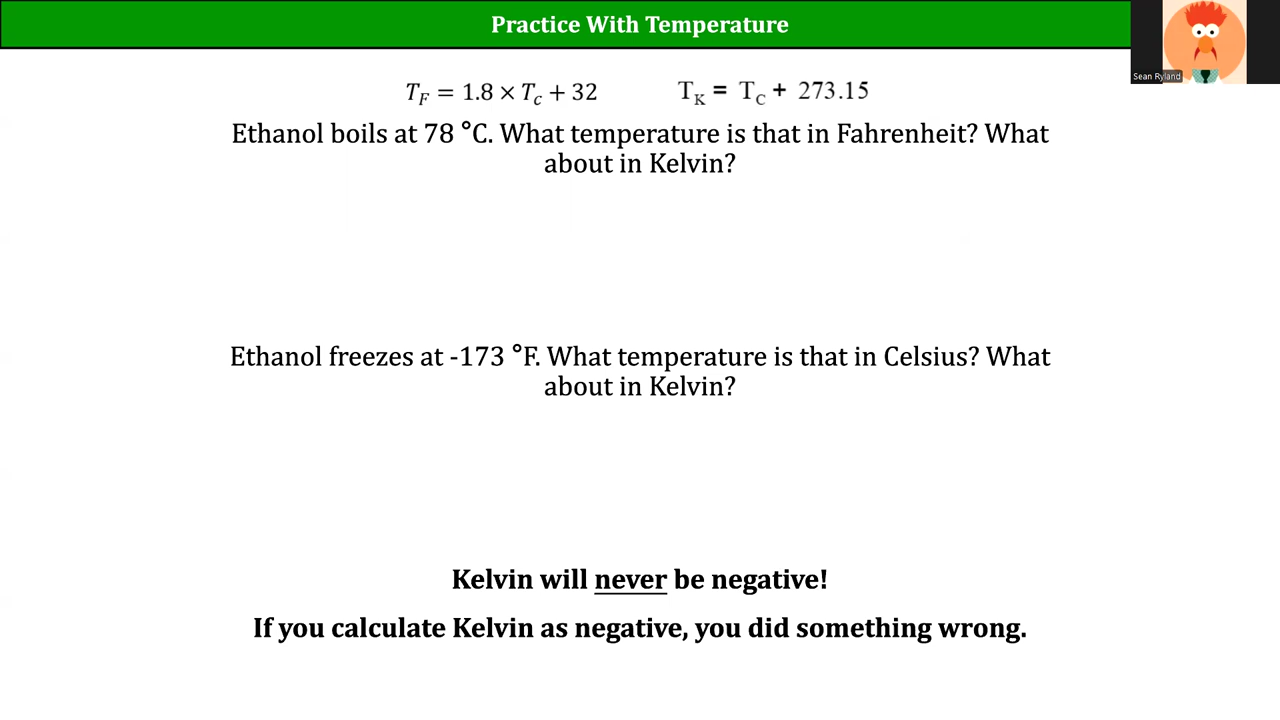 Practice With Temperature
Sean Ryland
T_F = 1.8 × T_c + 32 T_K = T_C + 273.15
Ethanol boils at 78 °C. What temperature is that in Fahrenheit? What
about in Kelvin?
Ethanol freezes at -173 °F. What temperature is that in Celsius? What
about in Kelvin?
Kelvin will never be negative!
If you calculate Kelvin as negative, you did something wrong.